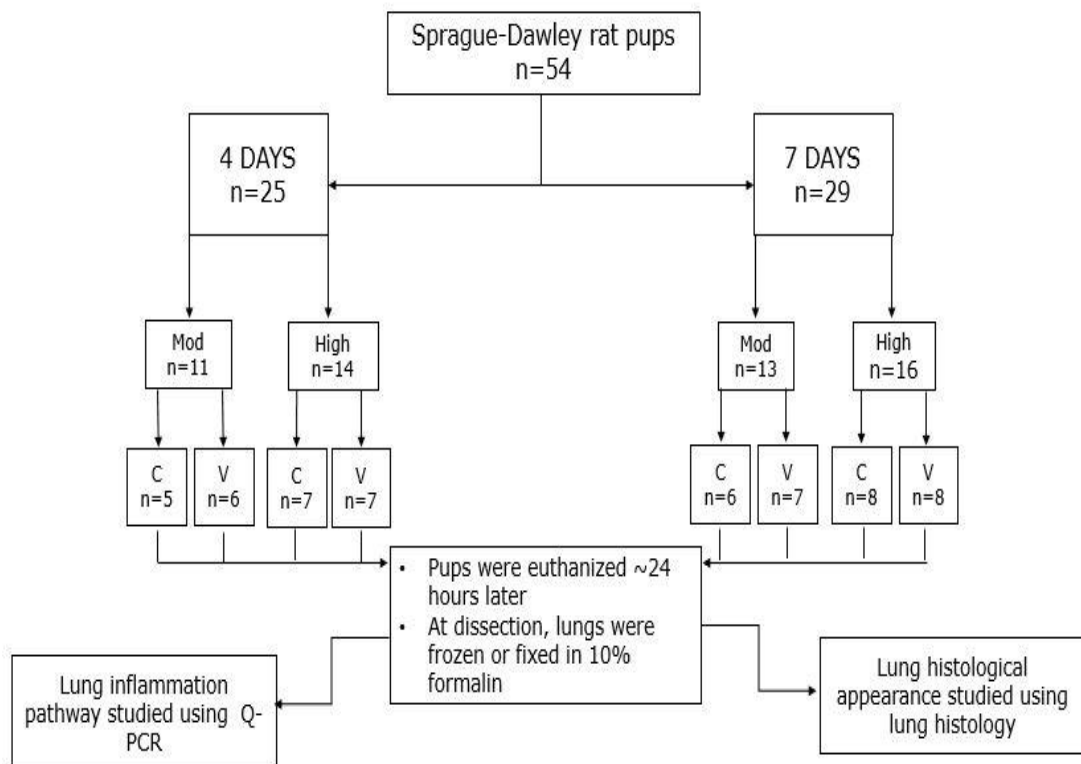 Sprague-Dawley rat pups
n=54
4 DAYS
n=25
7 DAYS
n=29
Mod
n=11
High
n=14
Mod
n=13
High
n=16
C
n=5
V
n=6
C
n=7
V
n=7
C
n=6
V
n=7
C
n=8
V
n=8
• Pups were euthanized ~24
hours later
• At dissection, lungs were
frozen or fixed in 10%
formalin
Lung inflammation
pathway studied using Q-
PCR
Lung histological
appearance studied using
lung histology